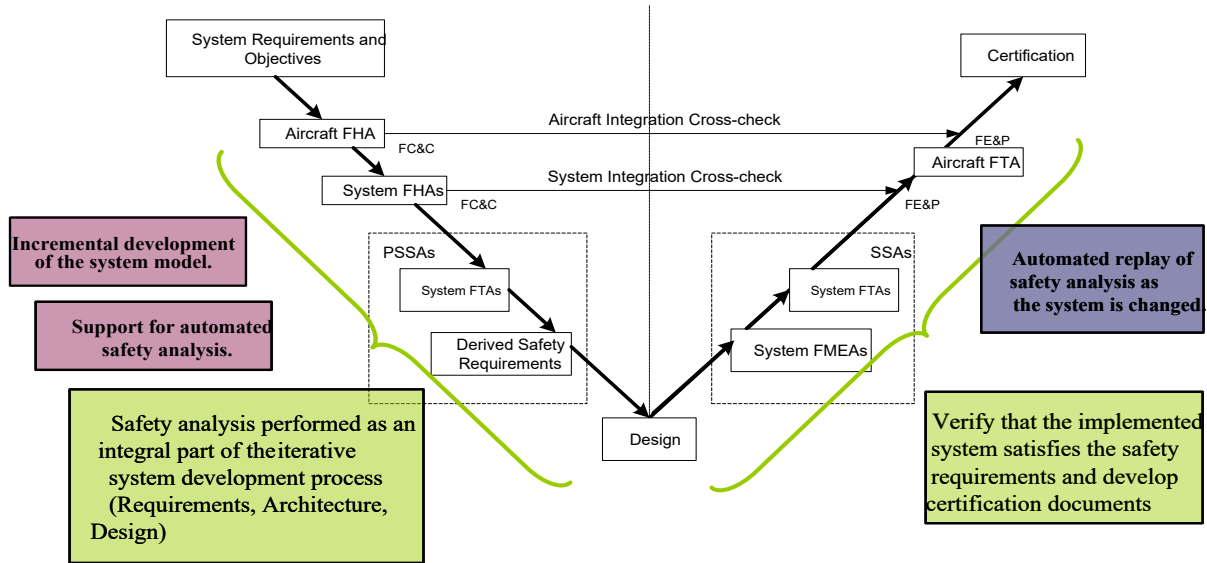 System Requirements and
Objectives
Certification
Aircraft Integration Cross-check
Aircraft FHA
FC&C
FE&P
Aircraft FTA
System Integration Cross-check
System FHAs
FC&C
FE&P
Incremental development
of the system model.
Support for automated
safety analysis.
Safety analysis performed as an
integral part of theiterative
system development process
(Requirements, Architecture,
Design)
PSSAs
System FTAs
Derived Safety
Requirements
Design
SSAs
System FTAs
System FMEAs
Automated replay of
safety analysis as
the system is changed.
Verify that the implemented
system satisfies the safety
requirements and develop
certification documents